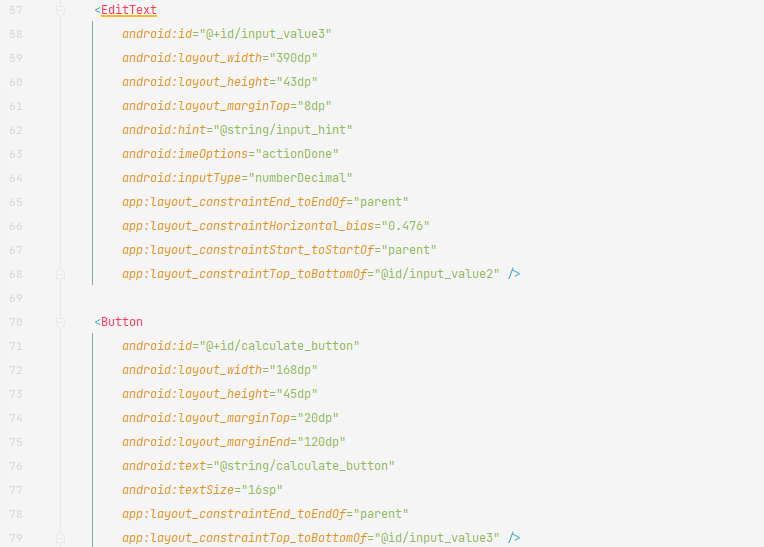 57 <EditText
58 android:id="@+id/input_value3"
59 android:layout_width="390dp"
60 android:layout_height="43dp"
61 android:layout_marginTop="8dp"
62 android:hint="@string/input_hint"
63 android:imeOptions="actionDone"
64 android:inputType="numberDecimal"
65 app:layout_constraintEnd_toEndOf="parent"
66 app:layout_constraintHorizontal_bias="0.476"
67 app:layout_constraintStart_toStartOf="parent"
68 app:layout_constraintTop_toBottomOf="@id/input_value2" />
69
70 <Button
71 android:id="@+id/calculate_button"
72 android:layout_width="168dp"
73 android:layout_height="45dp"
74 android:layout_marginTop="20dp"
75 android:layout_marginEnd="120dp"
76 android:text="@string/calculate_button"
77 android:textSize="16sp"
78 app:layout_constraintEnd_toEndOf="parent"
79 app:layout_constraintTop_toBottomOf="@id/input_value3" />